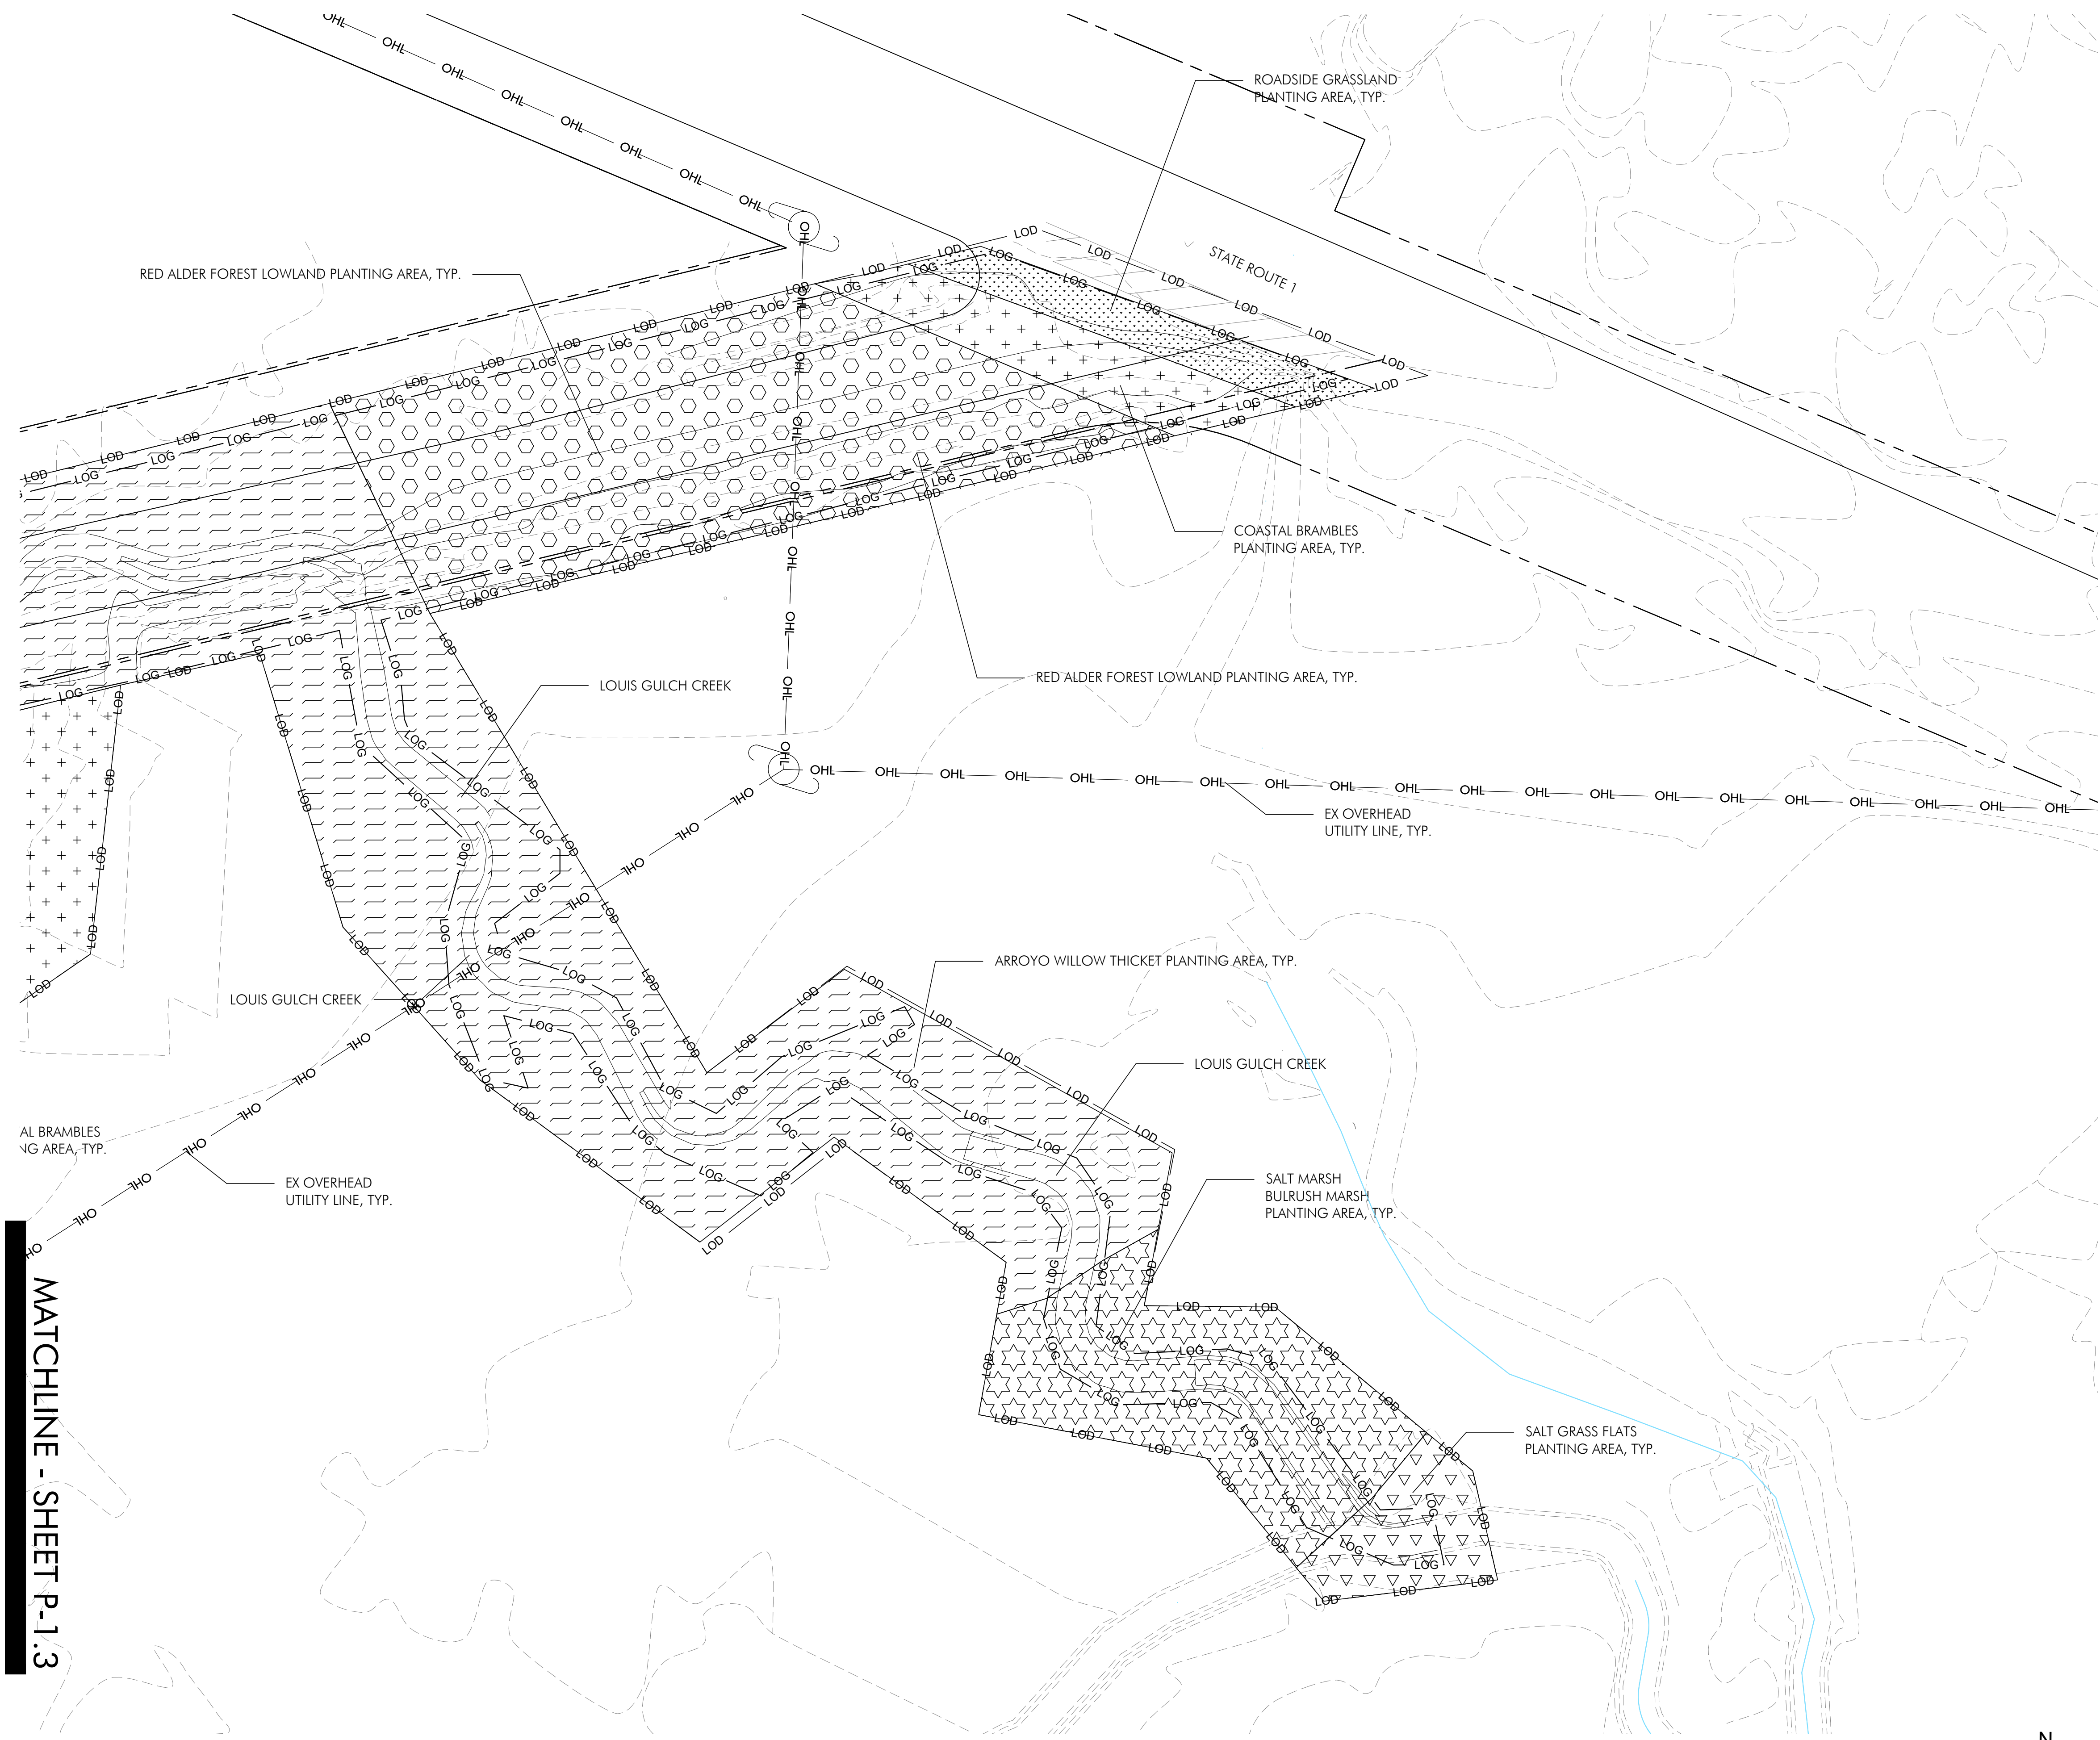 ROADSIDE GRASSLAND
PLANTING AREA, TYP.
STATE ROUTE 1
RED ALDER FOREST LOWLAND PLANTING AREA, TYP.
COASTAL BRAMBLES
PLANTING AREA, TYP.
RED ALDER FOREST LOWLAND PLANTING AREA, TYP.
LOUIS GULCH CREEK
EX OVERHEAD
UTILITY LINE, TYP.
ARROYO WILLOW THICKET PLANTING AREA, TYP.
LOUIS GULCH CREEK
LOUIS GULCH CREEK
AL BRAMBLES
NG AREA, TYP.
EX OVERHEAD
UTILITY LINE, TYP.
SALT MARSH
BULRUSH MARSH
PLANTING AREA, TYP.
SALT GRASS FLATS
PLANTING AREA, TYP.
MATCHLINE - SHEET P-1.3
OHL
LOD
LOG
N